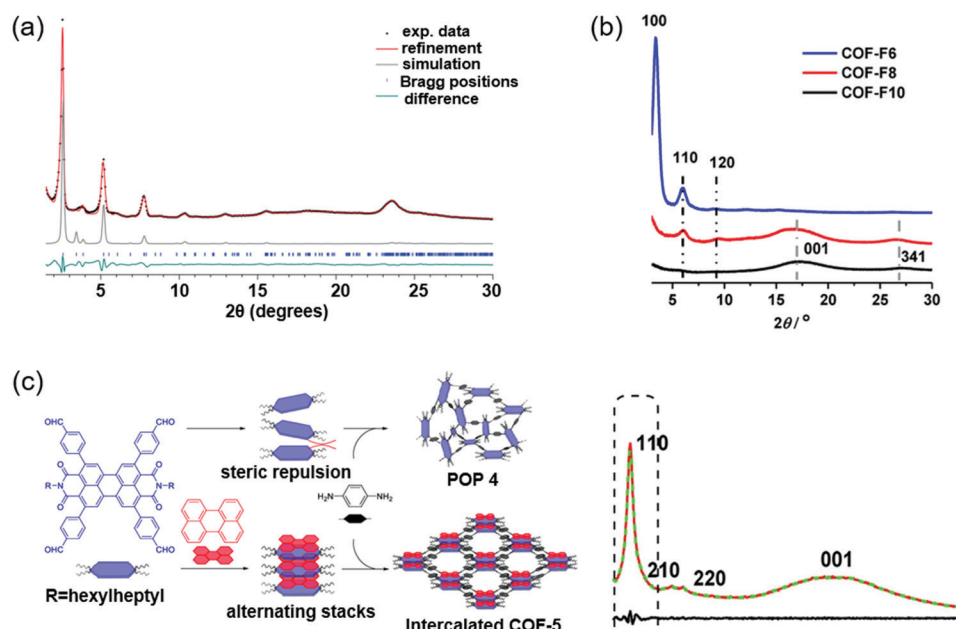 (a)
exp. data
refinement
simulation
Bragg positions
difference
5 10 15 20 25 30
2θ (degrees)
(b)
100
COF-F6
COF-F8
COF-F10
110
120
001
341
5 10 15 20 25 30
2θ/°
(c)
CHO CHO
O O
R-N N-R
O O
CHO CHO
R=hexylheptyl
steric repulsion
POP 4
H₂N NH₂
alternating stacks
Intercalated COF-5
110
210
220
001